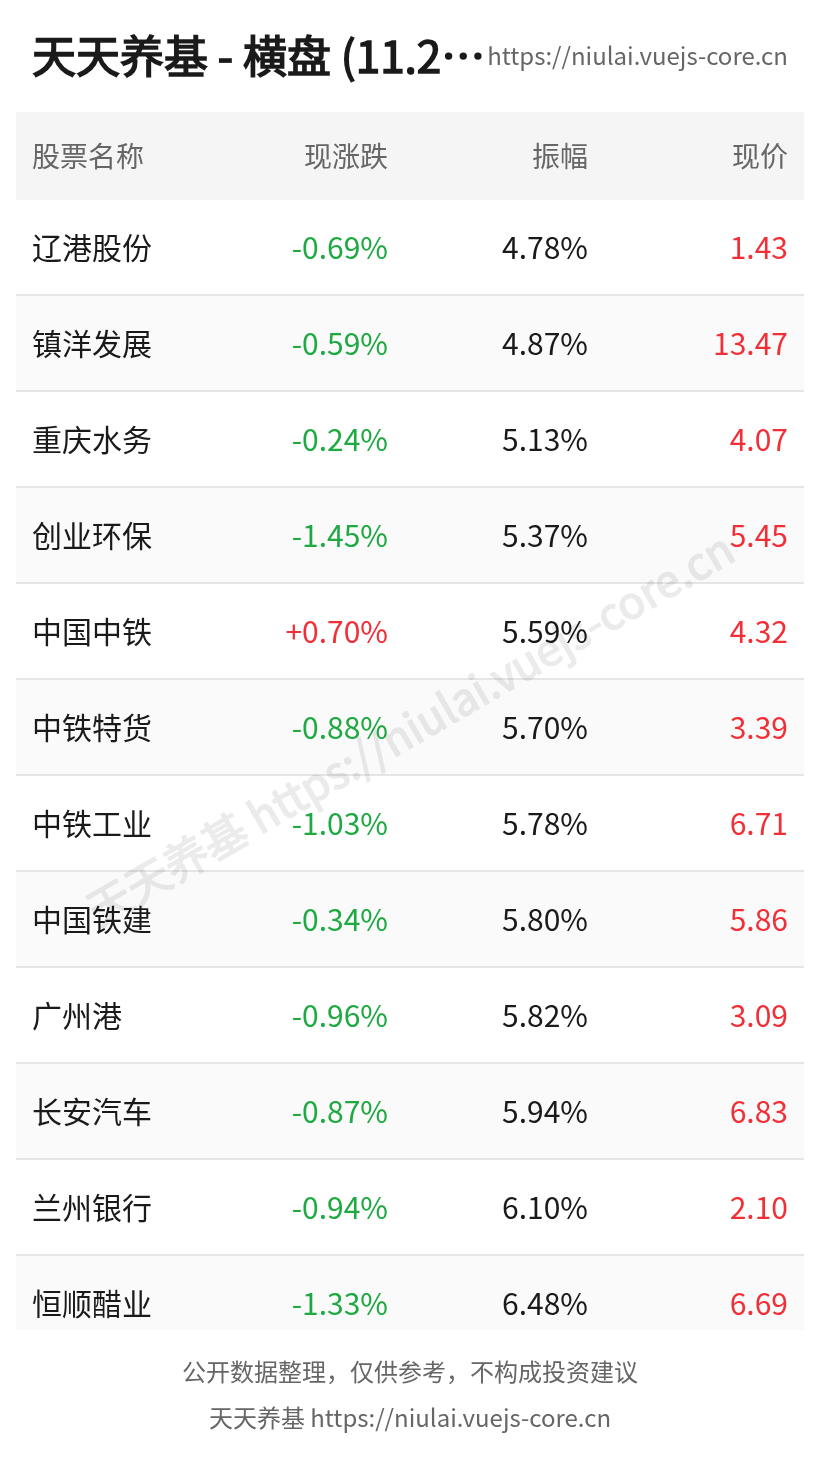 天天养基 - 横盘 (11.2… https://niulai.vuejs-core.cn
股票名称 现涨跌 振幅 现价
辽港股份 -0.69% 4.78% 1.43
镇洋发展 -0.59% 4.87% 13.47
重庆水务 -0.24% 5.13% 4.07
创业环保 -1.45% 5.37% 5.45
中国中铁 +0.70% 5.59% 4.32
中铁特货 -0.88% 5.70% 3.39
中铁工业 -1.03% 5.78% 6.71
中国铁建 -0.34% 5.80% 5.86
广州港 -0.96% 5.82% 3.09
长安汽车 -0.87% 5.94% 6.83
兰州银行 -0.94% 6.10% 2.10
恒顺醋业 -1.33% 6.48% 6.69
天天养基 https://niulai.vuejs-core.cn
公开数据整理，仅供参考，不构成投资建议
天天养基 https://niulai.vuejs-core.cn